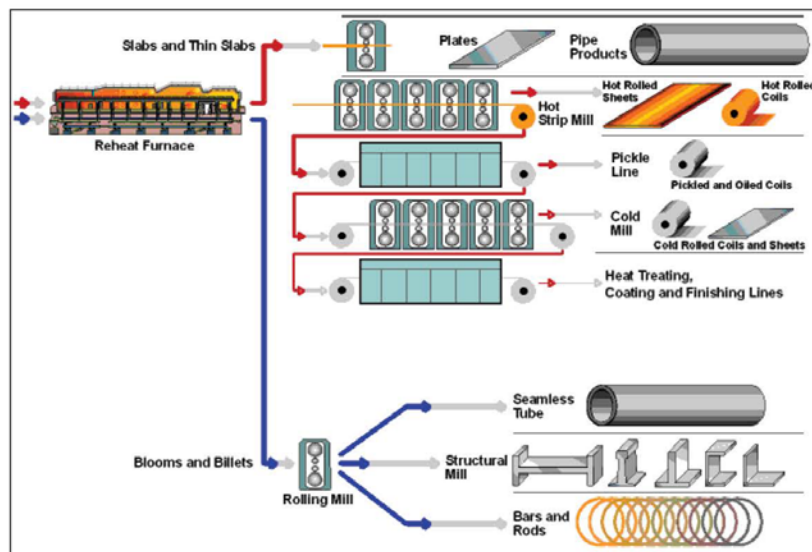 Slabs and Thin Slabs
Plates
Pipe
Products
Reheat Furnace
Hot
Strip Mill
Hot Rolled
Sheets
Hot Rolled
Coils
Pickle
Line
Pickled and Oiled Coils
Cold
Mill
Cold Rolled Coils and Sheets
Heat Treating,
Coating and Finishing Lines
Blooms and Billets
Rolling Mill
Seamless
Tube
Structural
Mill
Bars and
Rods